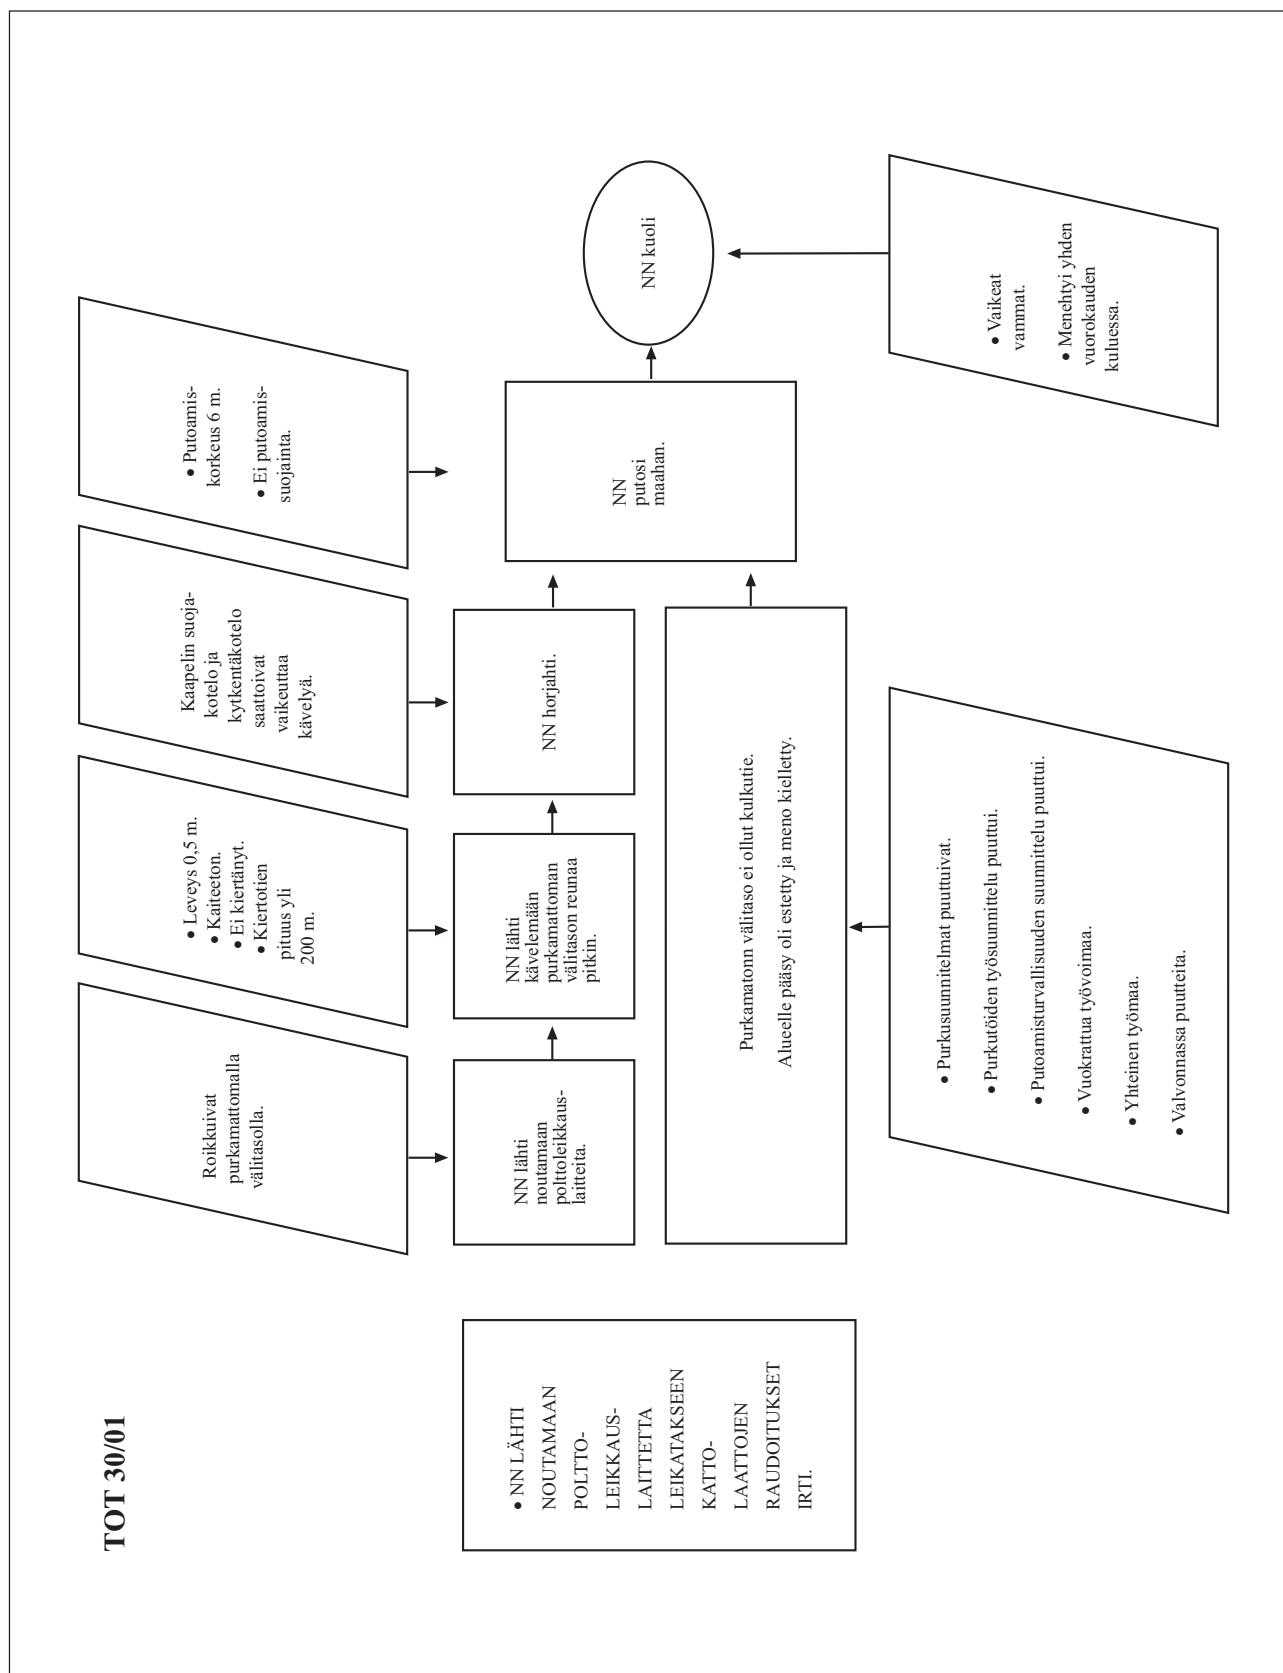 TOT 30/01
• NN LÄHTI
NOUTAMAAN
POLTTO-
LEIKKAUS-
LAITTETTA
LEIKATAKSEEN
KATTO-
LAATTOJEN
RAUDOITUKSET
IRTI.
Roikkuivat
purkamattomalla
välitasolla.
NN lähti
noutamaan
polttoleikkaus-
laitteita.
• Leveys 0,5 m.
• Kaiteeton.
• Ei kiertänyt.
• Kiertotien
pituus yli
200 m.
NN lähti
kävelemään
purkamattoman
välitason reunaa
pitkin.
Kaapelin suoja-
kotelo ja
kytkentäkotelo
saattoivat
vaikeuttaa
kävelyä.
NN horjahti.
• Putoamis-
korkeus 6 m.
• Ei putoamis-
suojainta.
NN
putosi
maahan.
NN kuoli
Purkamatonn välitaso ei ollut kulkutie.
Alueelle pääsy oli estetty ja meno kielletty.
• Purkusuunnitelmat puuttuivat.
• Purkutöiden työsuunnittelu puuttui.
• Putoamisturvallisuuden suunnittelu puuttui.
• Vuokrattua työvoimaa.
• Yhteinen työmaa.
• Valvonnassa puutteita.
• Vaikeat
vammat.
• Menehtyi yhden
vuorokauden
kuluessa.